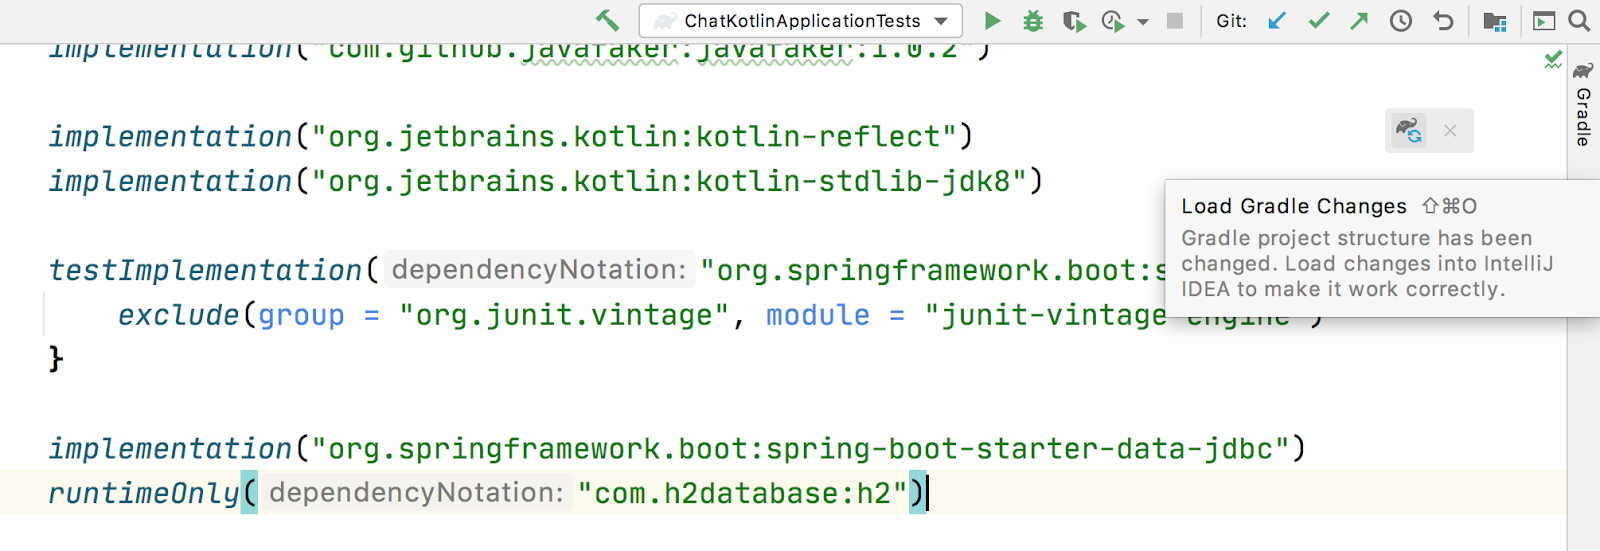 ChatKotlinApplicationTests Git:
implementation("com.github.javafaker:javafaker:1.0.2")
implementation("org.jetbrains.kotlin:kotlin-reflect")
implementation("org.jetbrains.kotlin:kotlin-stdlib-jdk8")
testImplementation( dependencyNotation: "org.springframework.boot:s
exclude(group = "org.junit.vintage", module = "junit-vintage-engine")
}
implementation("org.springframework.boot:spring-boot-starter-data-jdbc")
runtimeOnly( dependencyNotation: "com.h2database:h2")
Load Gradle Changes ⇧⌘O
Gradle project structure has been
changed. Load changes into IntelliJ
IDEA to make it work correctly.
Gradle